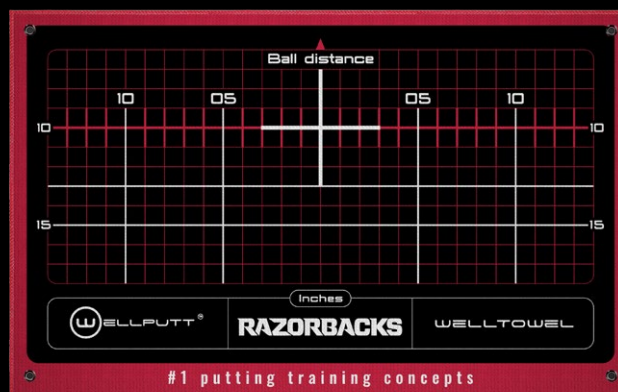 Ball distance
10 05 05 10
10 10
15 15
Inches
WELLPUTT® RAZORBACKS WELLTOWEL
#1 putting training concepts